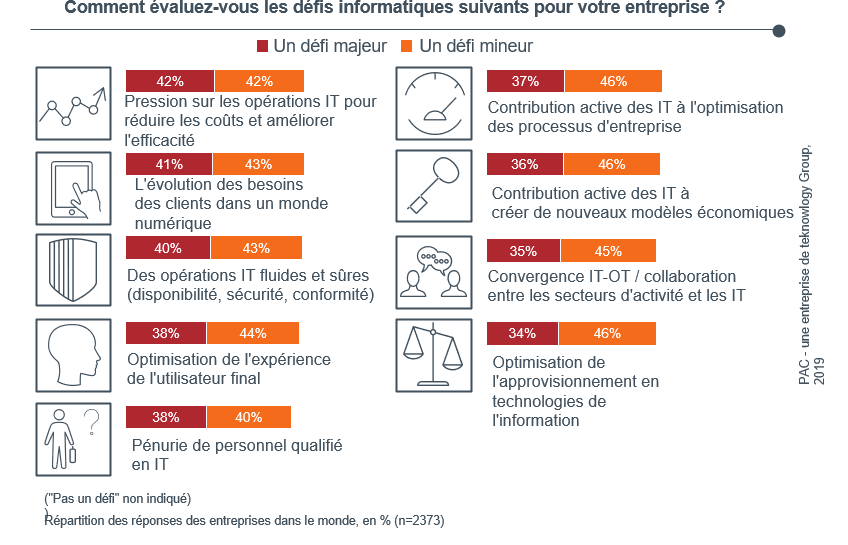 Comment évaluez-vous les défis informatiques suivants pour votre entreprise ?
Un défi majeur Un défi mineur
42% 42%
Pression sur les opérations IT pour
réduire les coûts et améliorer
l'efficacité
41% 43%
L'évolution des besoins
des clients dans un monde
numérique
40% 43%
Des opérations IT fluides et sûres
(disponibilité, sécurité, conformité)
38% 44%
Optimisation de l'expérience
de l'utilisateur final
38% 40%
Pénurie de personnel qualifié
en IT
37% 46%
Contribution active des IT à l'optimisation
des processus d'entreprise
36% 46%
Contribution active des IT à
créer de nouveaux modèles économiques
35% 45%
Convergence IT-OT / collaboration
entre les secteurs d'activité et les IT
34% 46%
Optimisation de
l'approvisionnement en
technologies de
l'information
PAC - une entreprise de teknowlogy Group,
2019
("Pas un défi" non indiqué)
)
Répartition des réponses des entreprises dans le monde, en % (n=2373)